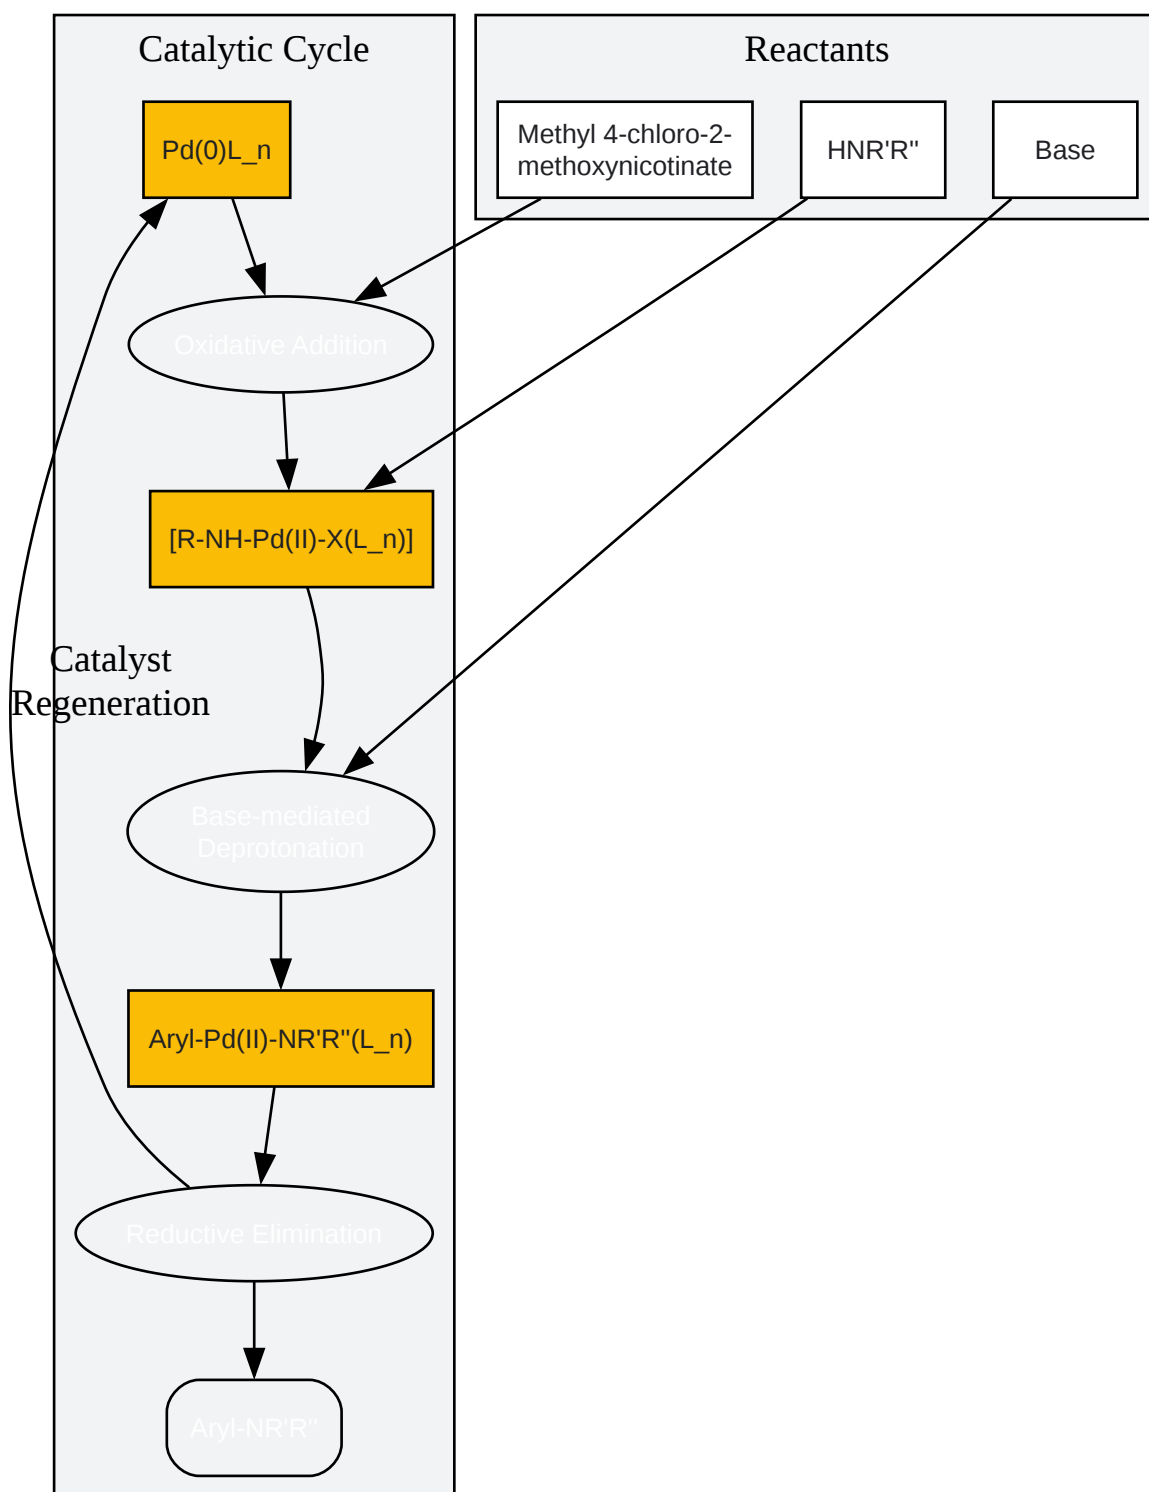 Catalytic Cycle
Reactants
Pd(0)L_n
Methyl 4-chloro-2-
methoxynicotinate
HNR'R''
Base
Oxidative Addition
[R-NH-Pd(II)-X(L_n)]
Catalyst
Regeneration
Base-mediated
Deprotonation
Aryl-Pd(II)-NR'R''(L_n)
Reductive Elimination
Aryl-NR'R''